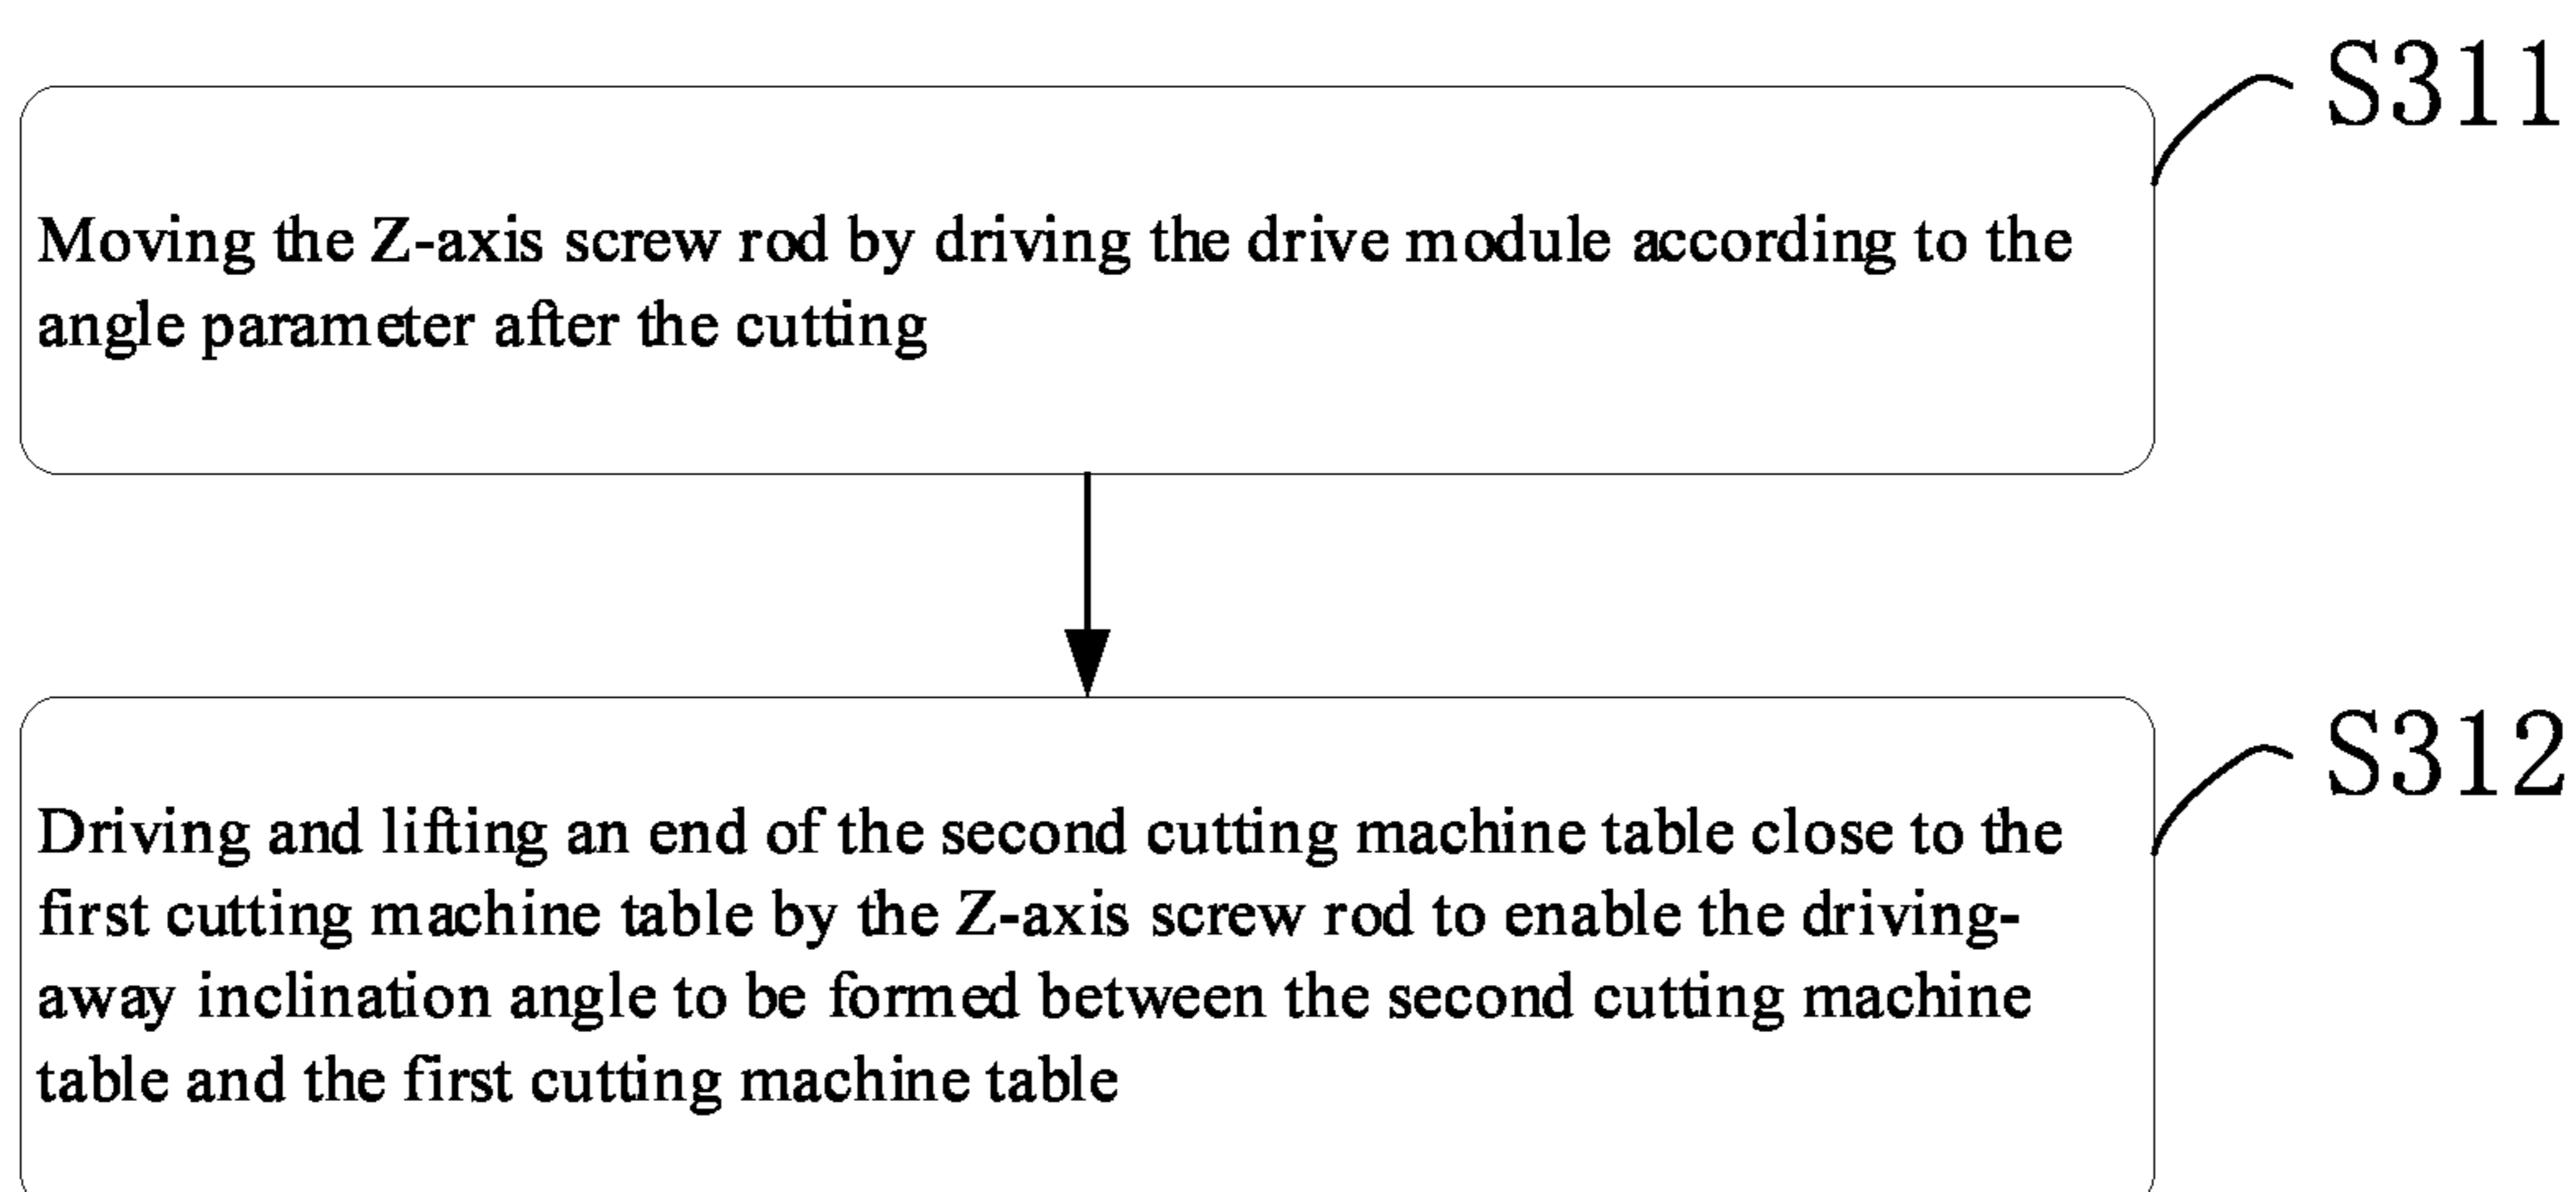 S311
Moving the Z-axis screw rod by driving the drive module according to the
angle parameter after the cutting
S312
Driving and lifting an end of the second cutting machine table close to the
first cutting machine table by the Z-axis screw rod to enable the driving-
away inclination angle to be formed between the second cutting machine
table and the first cutting machine table